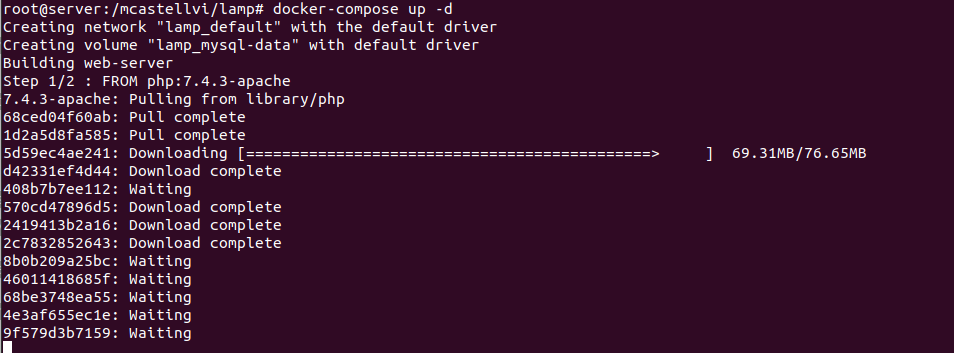 root@server:/mcastellvi/lamp# docker-compose up -d
Creating network "lamp_default" with the default driver
Creating volume "lamp_mysql-data" with default driver
Building web-server
Step 1/2 : FROM php:7.4.3-apache
7.4.3-apache: Pulling from library/php
68ced04f60ab: Pull complete
1d2a5d8fa585: Pull complete
5d59ec4ae241: Downloading [=============================================>     ]  69.31MB/76.65MB
d42331ef4d44: Download complete
408b7b7ee112: Waiting
570cd47896d5: Download complete
2419413b2a16: Download complete
2c7832852643: Download complete
8b0b209a25bc: Waiting
46011418685f: Waiting
68be3748ea55: Waiting
4e3af655ec1e: Waiting
9f579d3b7159: Waiting